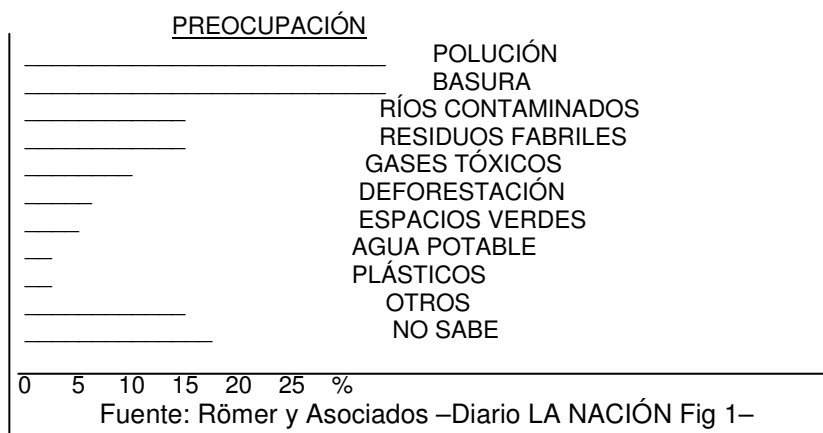 PREOCUPACIÓN
POLUCIÓN
BASURA
RÍOS CONTAMINADOS
RESIDUOS FABRILES
GASES TÓXICOS
DEFORESTACIÓN
ESPACIOS VERDES
AGUA POTABLE
PLÁSTICOS
OTROS
NO SABE
0 5 10 15 20 25 %
Fuente: Römer y Asociados –Diario LA NACIÓN Fig 1–